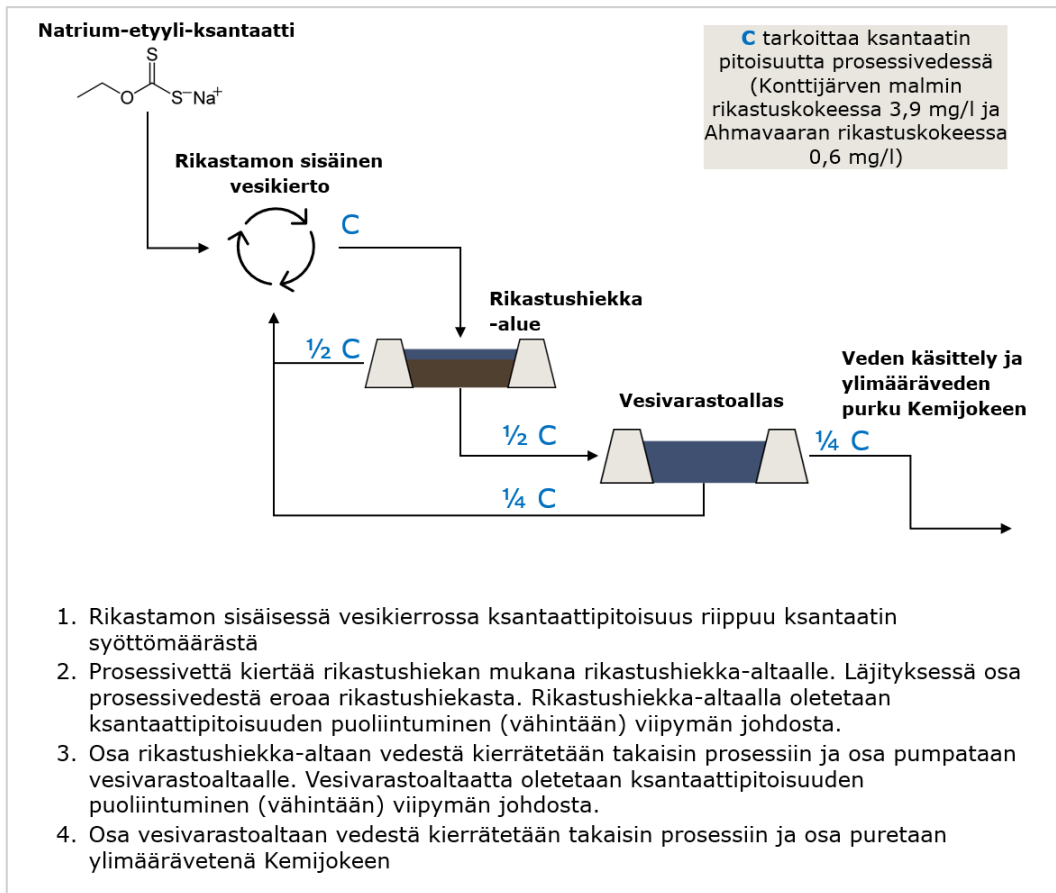 Natrium-etyyli-ksantaatti
S
O
S⁻Na⁺
C tarkoittaa ksantaatin
pitoisuutta prosessivedessä
(Konttijärven malmin
rikastuskokeessa 3,9 mg/l ja
Ahmavaaran rikastuskokeessa
0,6 mg/l)
Rikastamon sisäinen
vesikierto
C
Rikastushiekka
-alue
½ C
Vesivarastoallas
Veden käsittely ja
ylimääräveden
purku Kemijokeen
½ C
¼ C
¼ C
1. Rikastamon sisäisessä vesikierrossa ksantaattipitoisuus riippuu ksantaatin
syöttömäärästä
2. Prosessivettä kiertää rikastushiekan mukana rikastushiekka-altaalle. Läjityksessä osa
prosessivedestä eroaa rikastushiekasta. Rikastushiekka-altaalla oletetaan
ksantaattipitoisuuden puoliintuminen (vähintään) viipymän johdosta.
3. Osa rikastushiekka-altaan vedestä kierrätetään takaisin prosessiin ja osa pumpataan
vesivarastoaltaalle. Vesivarastoaltaatta oletetaan ksantaattipitoisuuden
puoliintuminen (vähintään) viipymän johdosta.
4. Osa vesivarastoaltaan vedestä kierrätetään takaisin prosessiin ja osa puretaan
ylimäärävetenä Kemijokeen